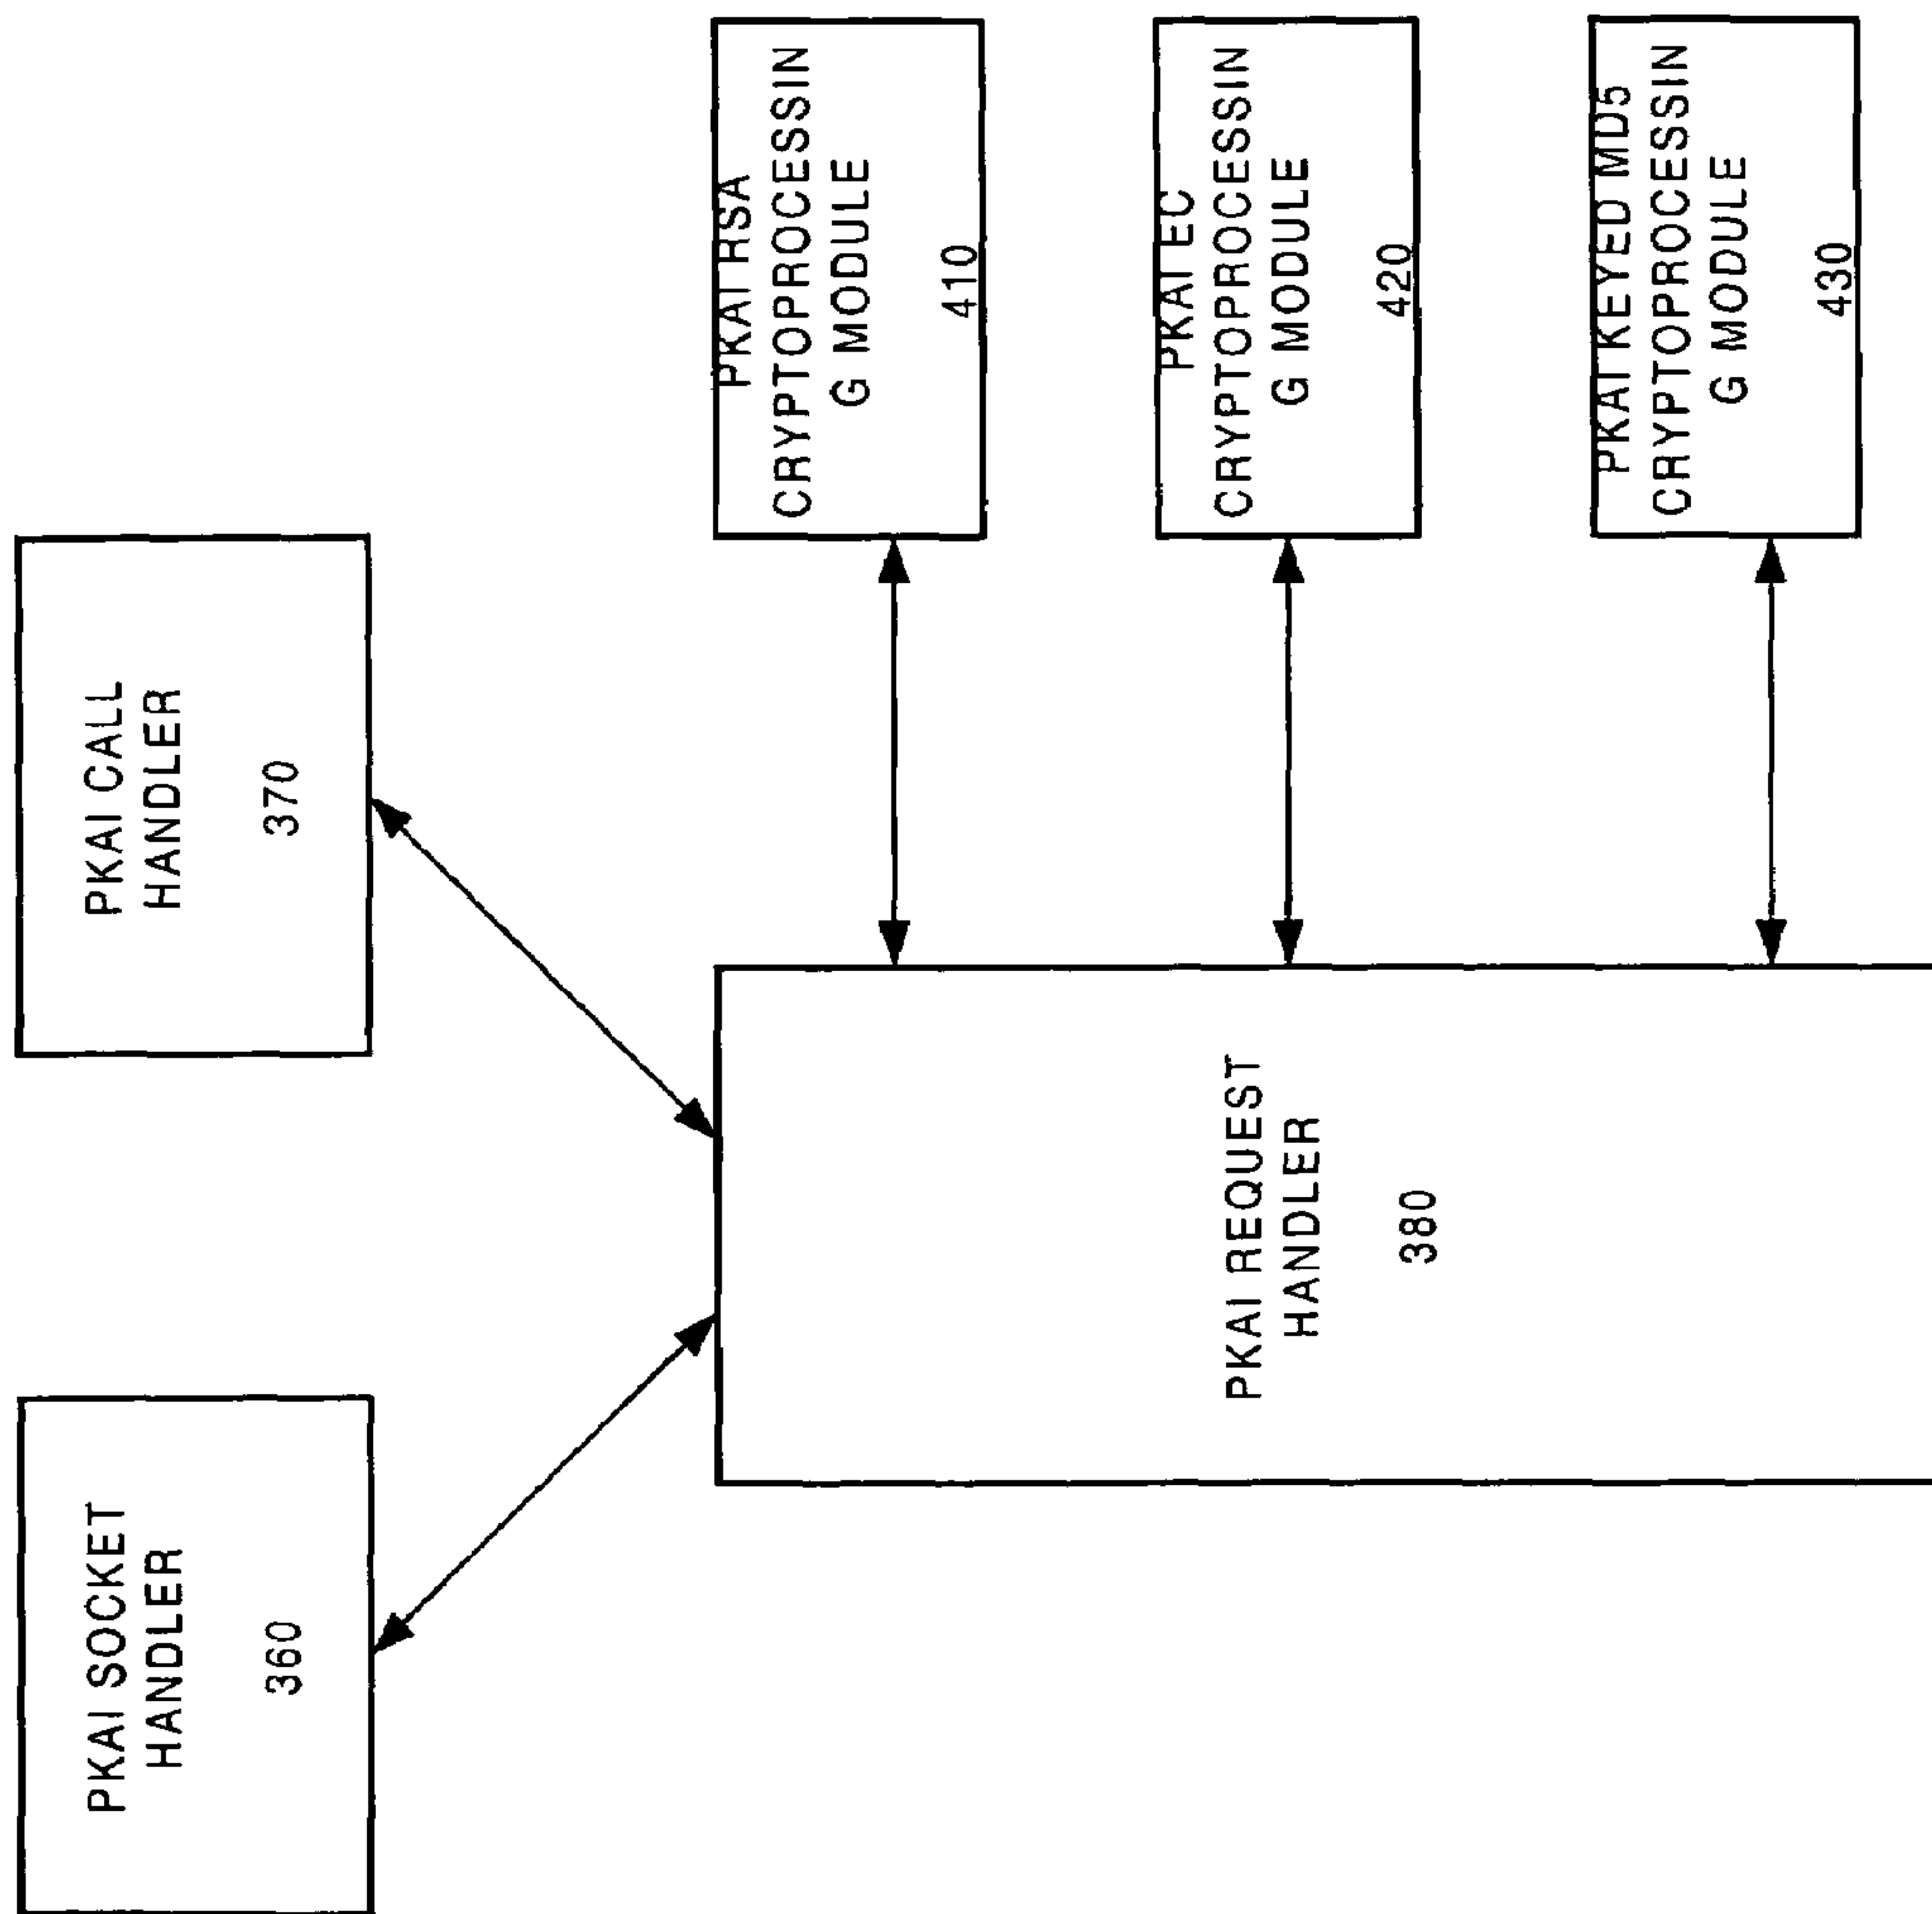 PKAI SOCKET
HANDLER
360
PKAI CALL
HANDLER
370
PKAI REQUEST
HANDLER
380
PKAI RSA
CRYPTOPROCESSIN
G MODULE
410
PKAI EC
CRYPTOPROCESSIN
G MODULE
420
PKAI KEYED MD5
CRYPTOPROCESSIN
G MODULE
430